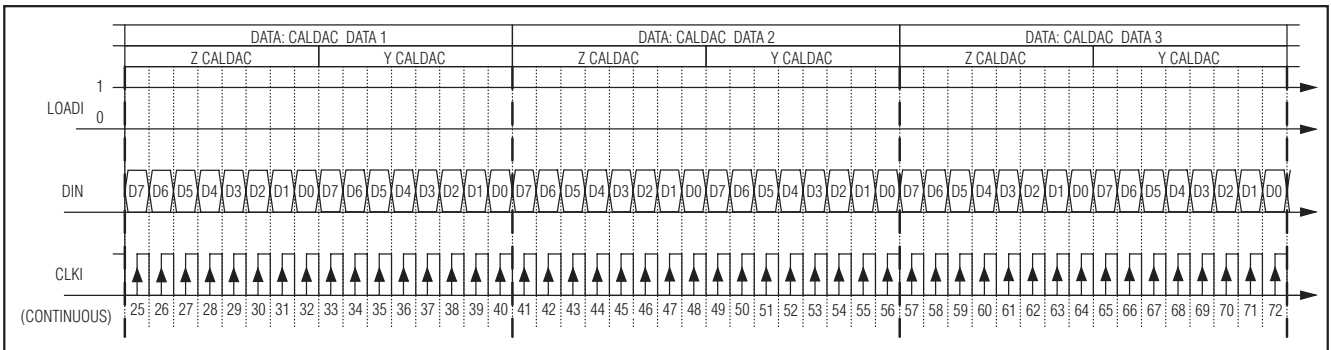 DATA: CALDAC DATA 1 DATA: CALDAC DATA 2 DATA: CALDAC DATA 3
Z CALDAC Y CALDAC Z CALDAC Y CALDAC Z CALDAC Y CALDAC
1
LOADI
0
DIN D7 D6 D5 D4 D3 D2 D1 D0 D7 D6 D5 D4 D3 D2 D1 D0 D7 D6 D5 D4 D3 D2 D1 D0 D7 D6 D5 D4 D3 D2 D1 D0 D7 D6 D5 D4 D3 D2 D1 D0 D7 D6 D5 D4 D3 D2 D1 D0
CLKI
(CONTINUOUS) 25 26 27 28 29 30 31 32 33 34 35 36 37 38 39 40 41 42 43 44 45 46 47 48 49 50 51 52 53 54 55 56 57 58 59 60 61 62 63 64 65 66 67 68 69 70 71 72